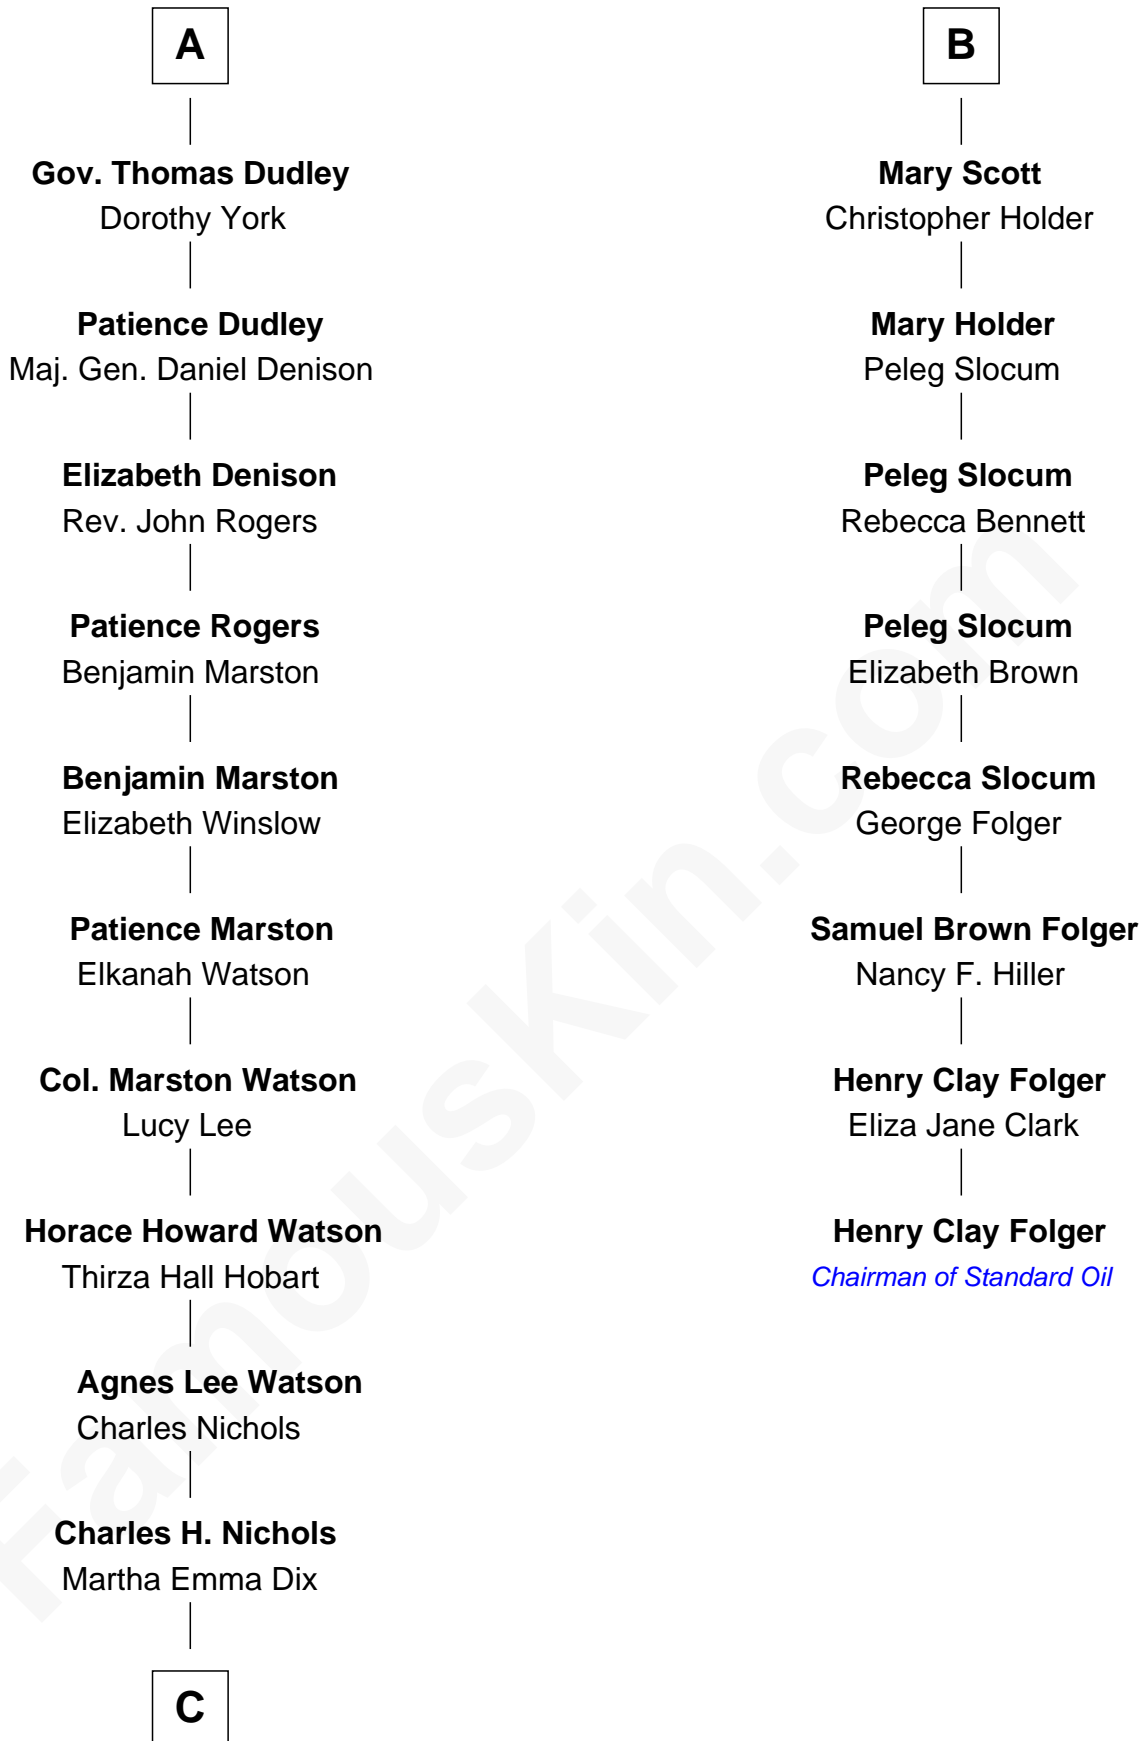 A
Gov. Thomas Dudley
Dorothy York
Patience Dudley
Maj. Gen. Daniel Denison
Elizabeth Denison
Rev. John Rogers
Patience Rogers
Benjamin Marston
Benjamin Marston
Elizabeth Winslow
Patience Marston
Elkanah Watson
Col. Marston Watson
Lucy Lee
Horace Howard Watson
Thirza Hall Hobart
Agnes Lee Watson
Charles Nichols
Charles H. Nichols
Martha Emma Dix
C
B
Mary Scott
Christopher Holder
Mary Holder
Peleg Slocum
Peleg Slocum
Rebecca Bennett
Peleg Slocum
Elizabeth Brown
Rebecca Slocum
George Folger
Samuel Brown Folger
Nancy F. Hiller
Henry Clay Folger
Eliza Jane Clark
Henry Clay Folger
Chairman of Standard Oil
FamousKin.com